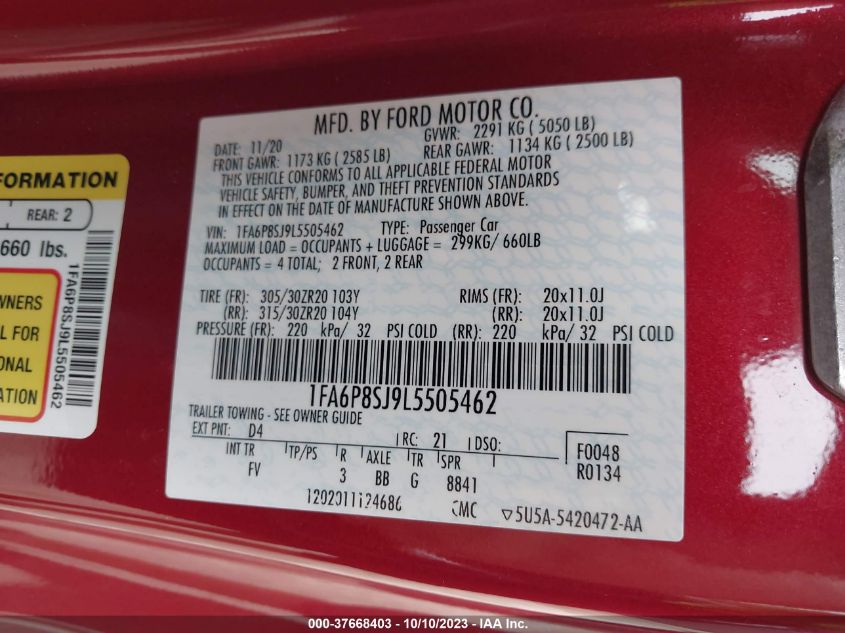 FORMATION
REAR: 2
660 lbs.
WNERS
L FOR
ONAL
ATION
1FA6P8SJ9L5505462
MFD. BY FORD MOTOR CO.
DATE: 11/20 GVWR: 2291 KG ( 5050 LB)
FRONT GAWR: 1173 KG ( 2585 LB) REAR GAWR: 1134 KG ( 2500 LB)
THIS VEHICLE CONFORMS TO ALL APPLICABLE FEDERAL MOTOR
VEHICLE SAFETY, BUMPER, AND THEFT PREVENTION STANDARDS
IN EFFECT ON THE DATE OF MANUFACTURE SHOWN ABOVE.
VIN: 1FA6P8SJ9L5505462 TYPE: Passenger Car
MAXIMUM LOAD = OCCUPANTS + LUGGAGE = 299KG/ 660LB
OCCUPANTS = 4 TOTAL; 2 FRONT, 2 REAR
TIRE (FR): 305/30ZR20 103Y RIMS (FR): 20x11.0J
(RR): 315/30ZR20 104Y (RR): 20x11.0J
PRESSURE (FR): 220 kPa/ 32 PSI COLD (RR): 220 kPa/ 32 PSI COLD
1FA6P8SJ9L5505462
TRAILER TOWING - SEE OWNER GUIDE
EXT PNT: D4 RC: 21 DSO: F0048
INT TR TP/PS R AXLE TR SPR R0134
FV 3 BB G 8841
CMC ▽5U5A-5420472-AA
000-37668403 - 10/10/2023 - IAA Inc.